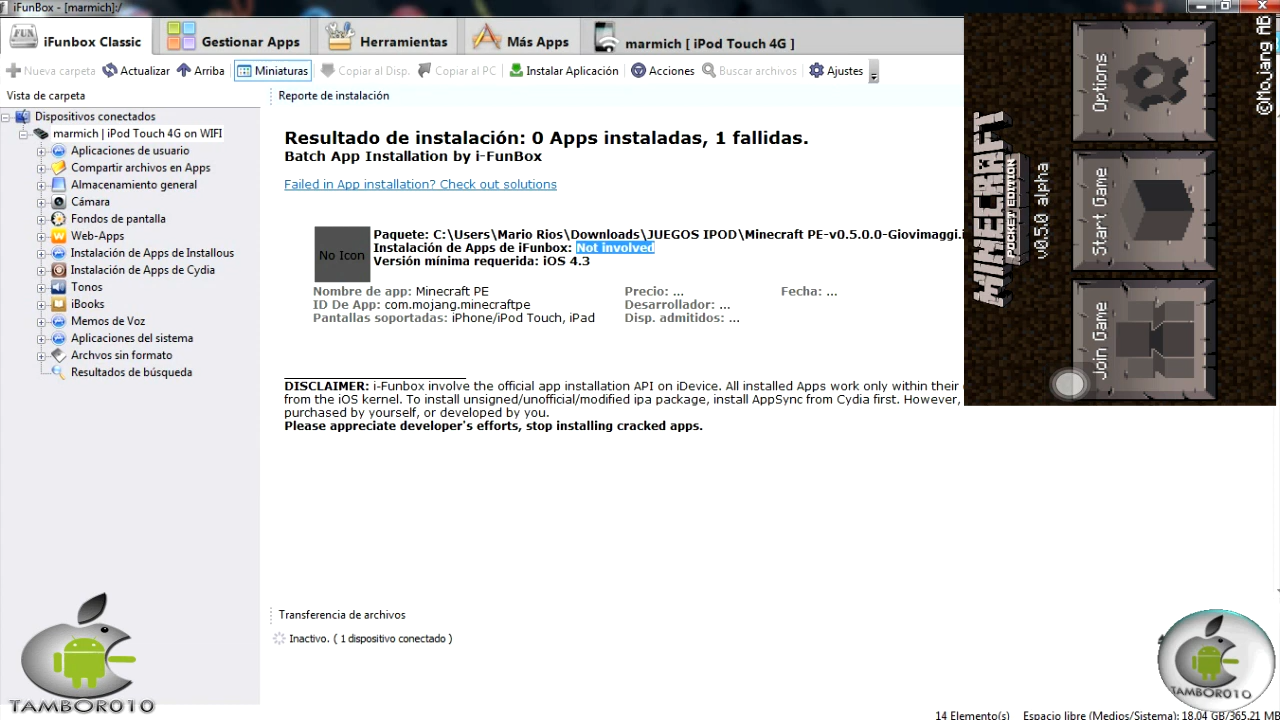 iFunBox - [marmich]:/
iFunbox Classic
Gestionar Apps
Herramientas
Más Apps
marmich [ iPod Touch 4G ]
Nueva carpeta
Actualizar
Arriba
Miniaturas
Copiar al Disp.
Copiar al PC
Instalar Aplicación
Acciones
Buscar archivos
Ajustes
Vista de carpeta
Dispositivos conectados
marmich | iPod Touch 4G on WIFI
Aplicaciones de usuario
Compartir archivos en Apps
Almacenamiento general
Cámara
Fondos de pantalla
Web-Apps
Instalación de Apps de Installous
Instalación de Apps de Cydia
Tonos
iBooks
Memos de Voz
Aplicaciones del sistema
Archvos sin formato
Resultados de búsqueda
Reporte de instalación
Resultado de instalación: 0 Apps instaladas, 1 fallidas.
Batch App Installation by i-FunBox
Failed in App installation? Check out solutions
No Icon
Paquete: C:\Users\Mario Rios\Downloads\JUEGOS IPOD\Minecraft PE-v0.5.0.0-Giovimaggi.i
Instalación de Apps de iFunbox: Not involved
Versión mínima requerida: iOS 4.3
Nombre de app: Minecraft PE
Precio: ...
Fecha: ...
ID De App: com.mojang.minecraftpe
Desarrollador: ...
Pantallas soportadas: iPhone/iPod Touch, iPad
Disp. admitidos: ...
DISCLAIMER: i-Funbox involve the official app installation API on iDevice. All installed Apps work only within their
from the iOS kernel. To install unsigned/unofficial/modified ipa package, install AppSync from Cydia first. However,
purchased by yourself, or developed by you.
Please appreciate developer's efforts, stop installing cracked apps.
Transferencia de archivos
Inactivo. ( 1 dispositivo conectado )
14 Elemento(s)
Espacio libre (Medios/Sistema): 18.04 GB/365.21 MB
MINECRAFT
POCKET EDITION
v0.5.0 alpha
Join Game
Start Game
Options
©Mojang AB
TAMBOR010
TAMBOR010